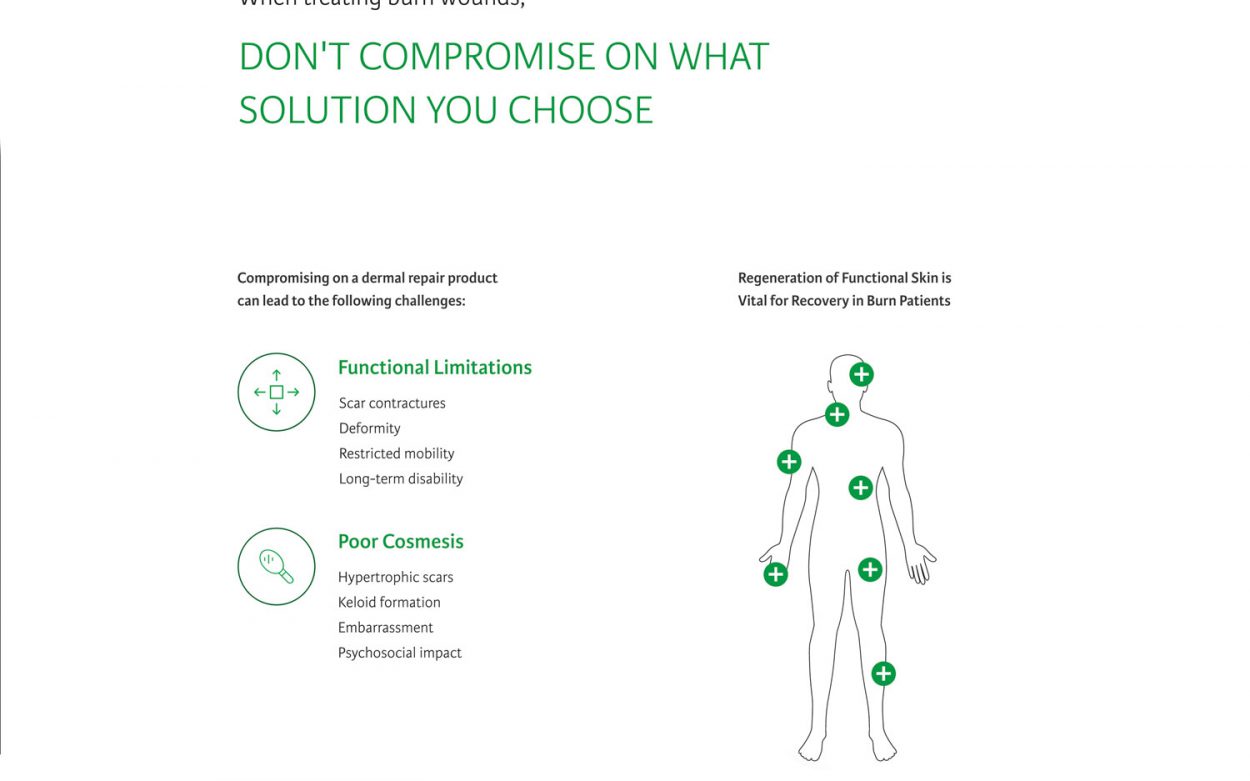 When treating burn wounds,
DON'T COMPROMISE ON WHAT
SOLUTION YOU CHOOSE
Compromising on a dermal repair product
can lead to the following challenges:
Functional Limitations
Scar contractures
Deformity
Restricted mobility
Long-term disability
Poor Cosmesis
Hypertrophic scars
Keloid formation
Embarrassment
Psychosocial impact
Regeneration of Functional Skin is
Vital for Recovery in Burn Patients